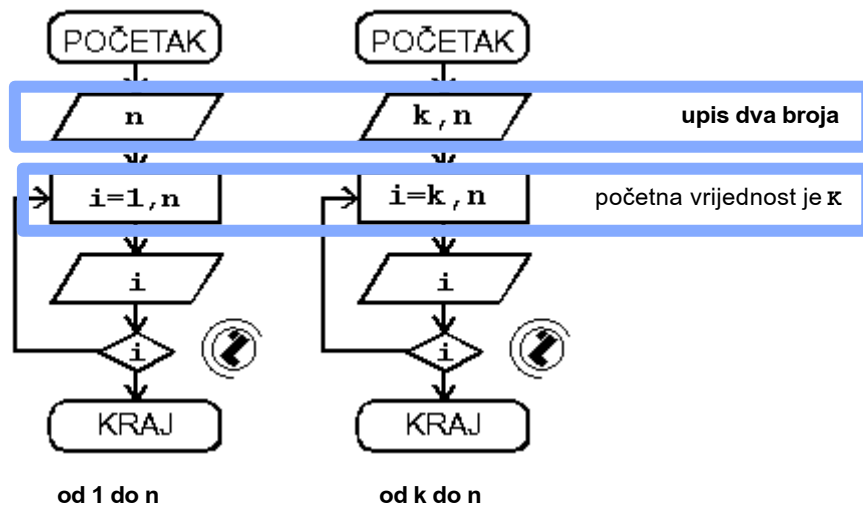 POČETAK
n
i=1,n
i
i
KRAJ
od 1 do n
POČETAK
k,n
i=k,n
i
i
KRAJ
od k do n
upis dva broja
početna vrijednost je K